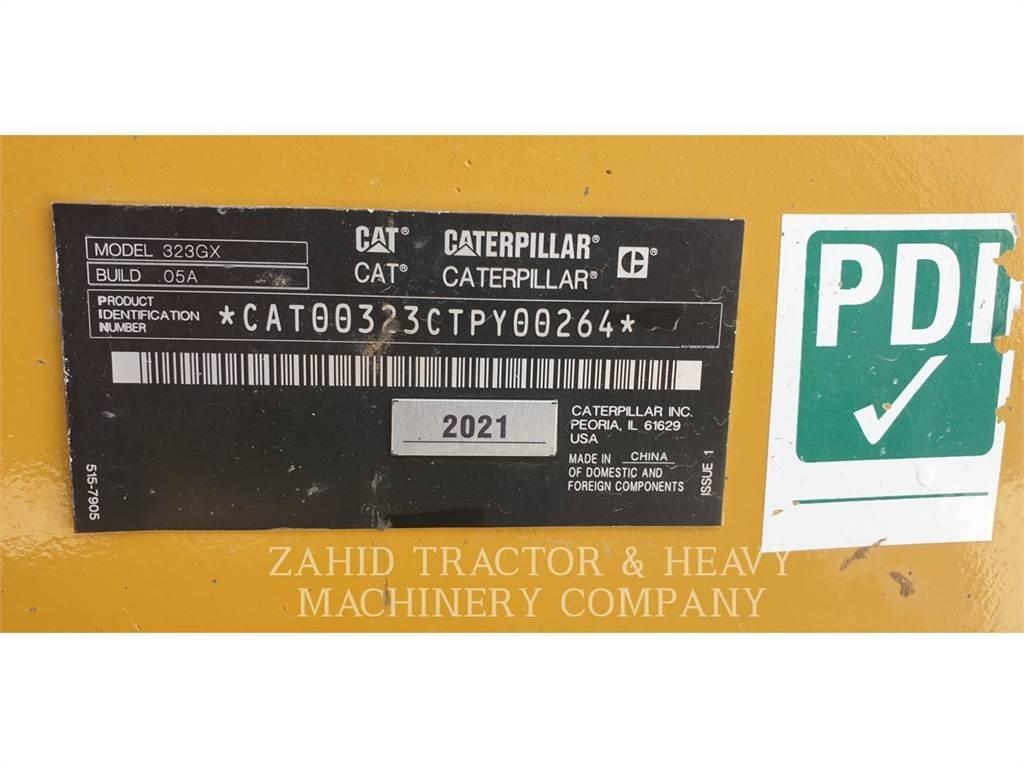 MODEL 323GX
BUILD 05A
CAT® CATERPILLAR®
CAT® CATERPILLAR®
C
PRODUCT
IDENTIFICATION
NUMBER
*CAT00323CTPY00264*
2021
CATERPILLAR INC.
PEORIA, IL 61629
USA
MADE IN CHINA
OF DOMESTIC AND
FOREIGN COMPONENTS
515-7905
ISSUE 1
PDI
ZAHID TRACTOR & HEAVY
MACHINERY COMPANY